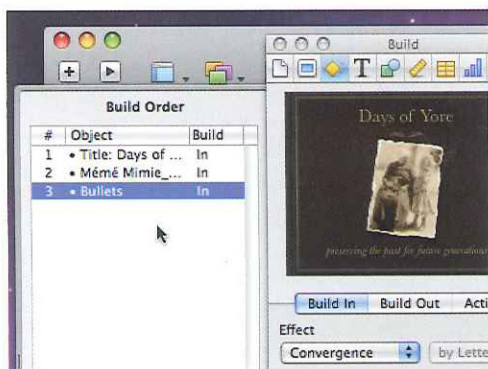 Build
Build Order
# Object Build
1 • Title: Days of ... In
2 • Mémé Mimie_... In
3 • Bullets In
T
Days of Yore
preserving the past for future generations
Build In Build Out Acti
Effect
Convergence by Lette